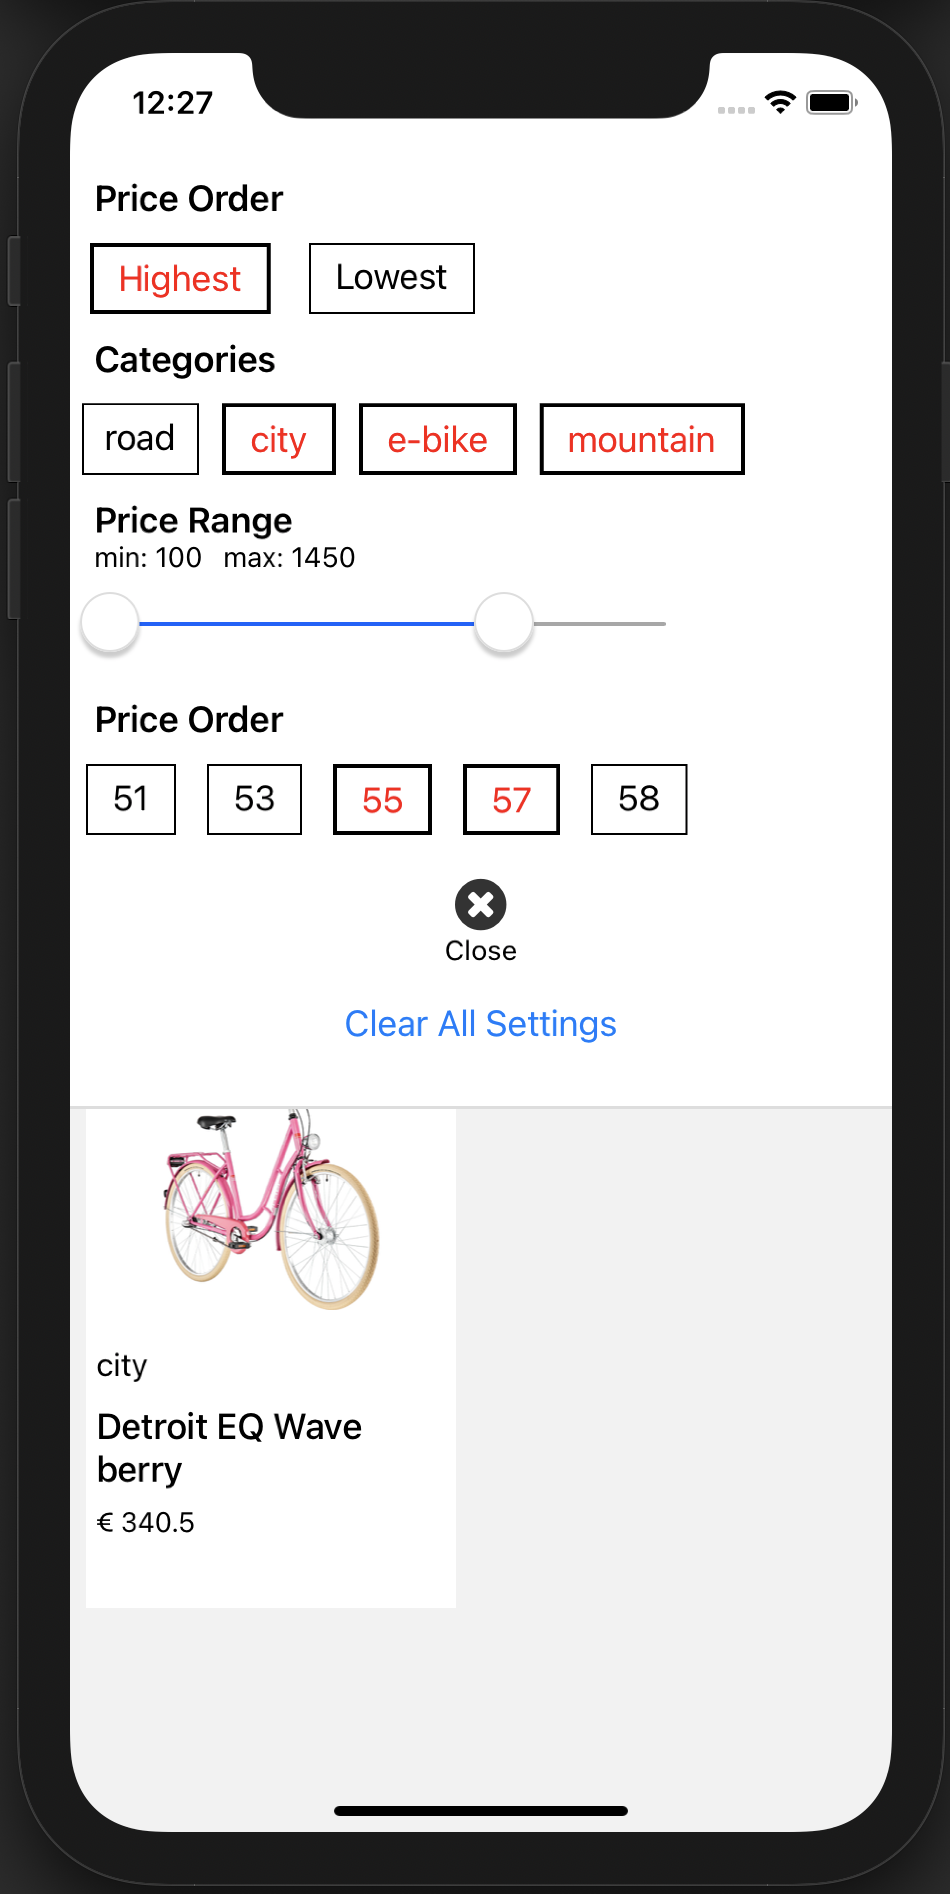 12:27
Price Order
Highest Lowest
Categories
road city e-bike mountain
Price Range
min: 100 max: 1450
Price Order
51 53 55 57 58
Close
Clear All Settings
city
Detroit EQ Wave
berry
€ 340.5